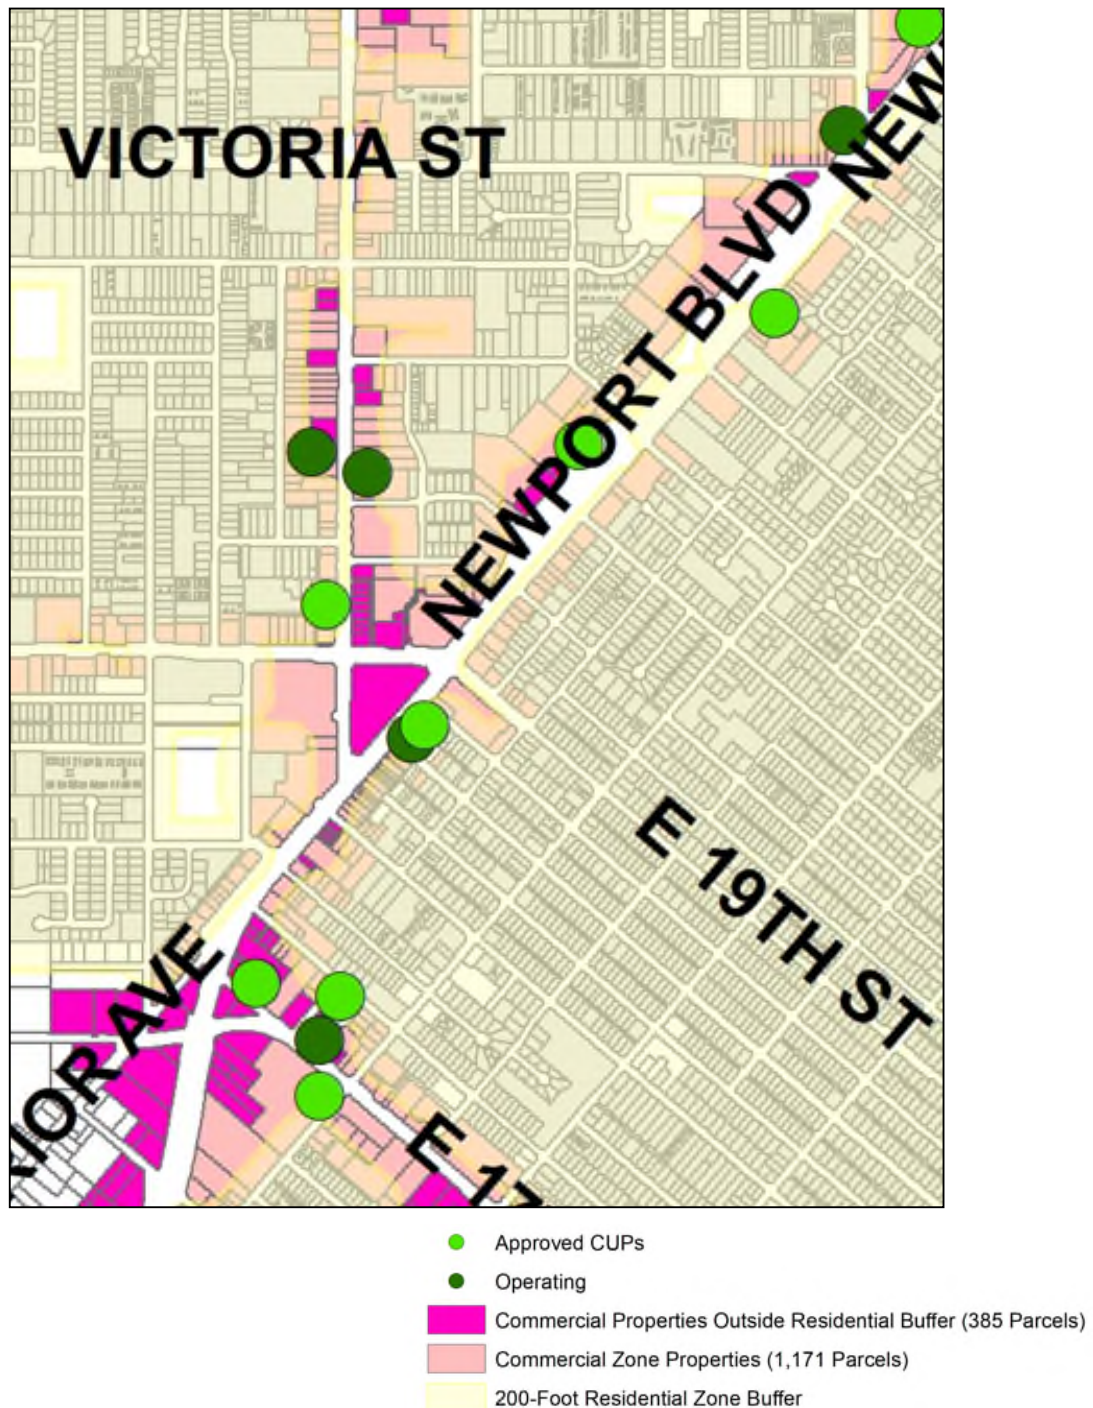 VICTORIA ST
NEW
NEWPORT BLVD
E 19TH ST
RIOR AVE
E 17
Approved CUPs
Operating
Commercial Properties Outside Residential Buffer (385 Parcels)
Commercial Zone Properties (1,171 Parcels)
200-Foot Residential Zone Buffer